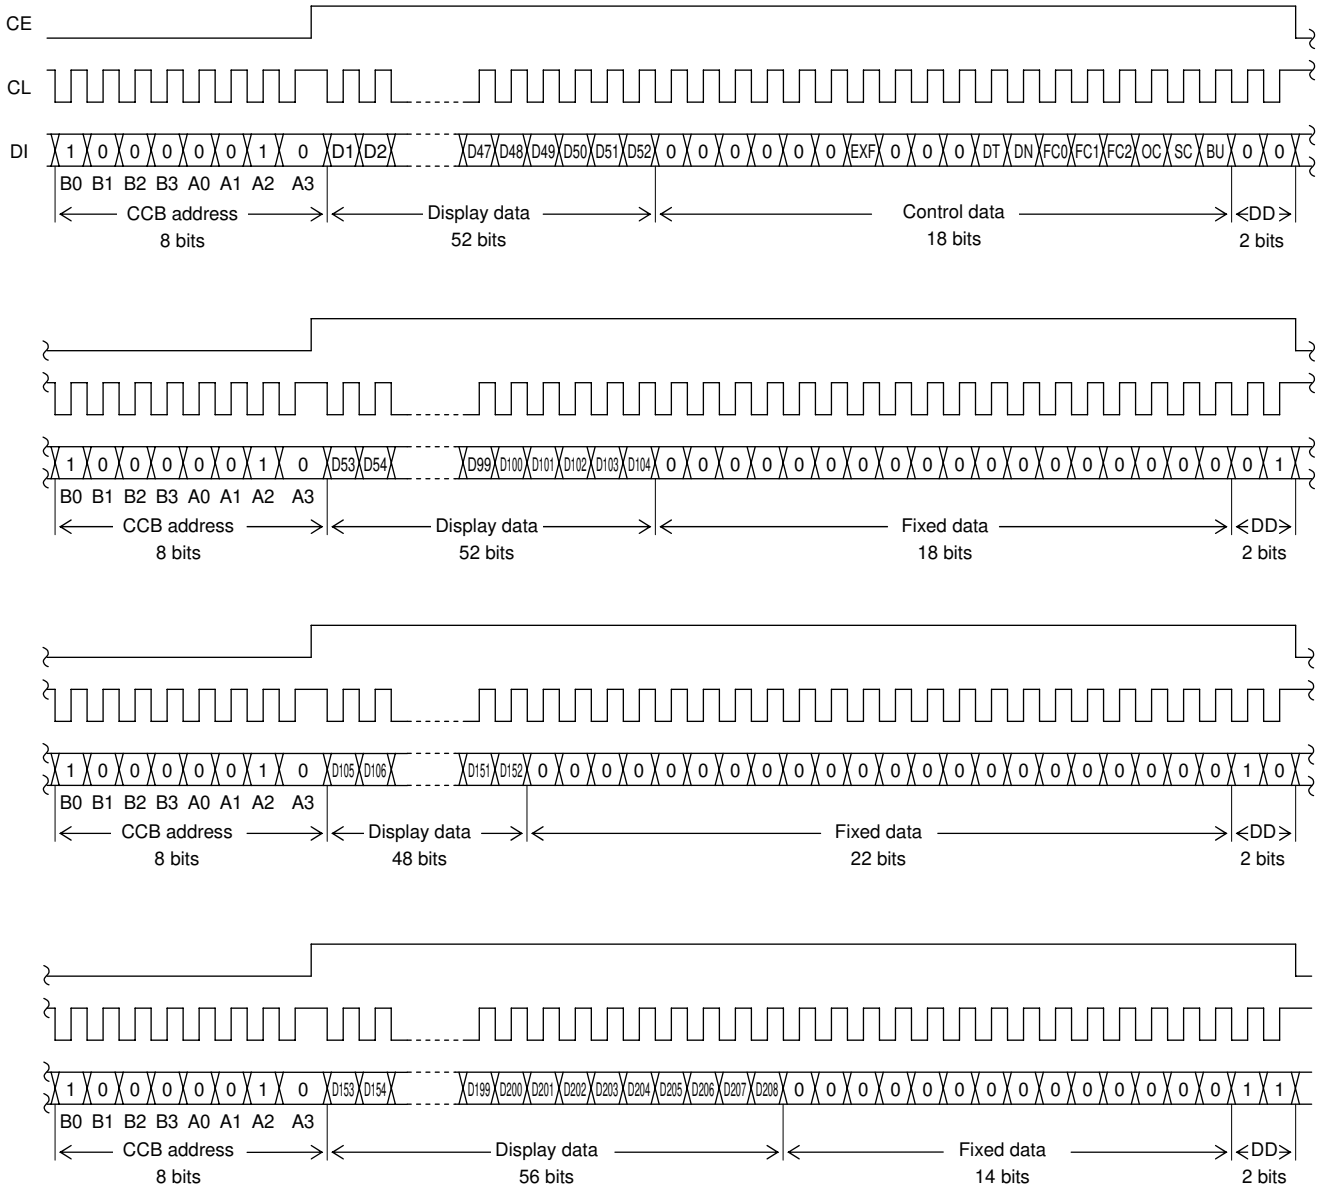 CE
CL
DI 1 0 0 0 0 0 1 0 D1 D2 D47 D48 D49 D50 D51 D52 0 0 0 0 0 0 EXF 0 0 0 DT DN FC0 FC1 FC2 OC SC BU 0 0
B0 B1 B2 B3 A0 A1 A2 A3
CCB address Display data Control data DD
8 bits 52 bits 18 bits 2 bits
1 0 0 0 0 0 1 0 D53 D54 D99 D100 D101 D102 D103 D104 0 0 0 0 0 0 0 0 0 0 0 0 0 0 0 0 0 0 0 1
B0 B1 B2 B3 A0 A1 A2 A3
CCB address Display data Fixed data DD
8 bits 52 bits 18 bits 2 bits
1 0 0 0 0 0 1 0 D105 D106 D151 D152 0 0 0 0 0 0 0 0 0 0 0 0 0 0 0 0 0 0 0 0 0 0 1 0
B0 B1 B2 B3 A0 A1 A2 A3
CCB address Display data Fixed data DD
8 bits 48 bits 22 bits 2 bits
1 0 0 0 0 0 1 0 D153 D154 D199 D200 D201 D202 D203 D204 D205 D206 D207 D208 0 0 0 0 0 0 0 0 0 0 0 0 0 0 1 1
B0 B1 B2 B3 A0 A1 A2 A3
CCB address Display data Fixed data DD
8 bits 56 bits 14 bits 2 bits